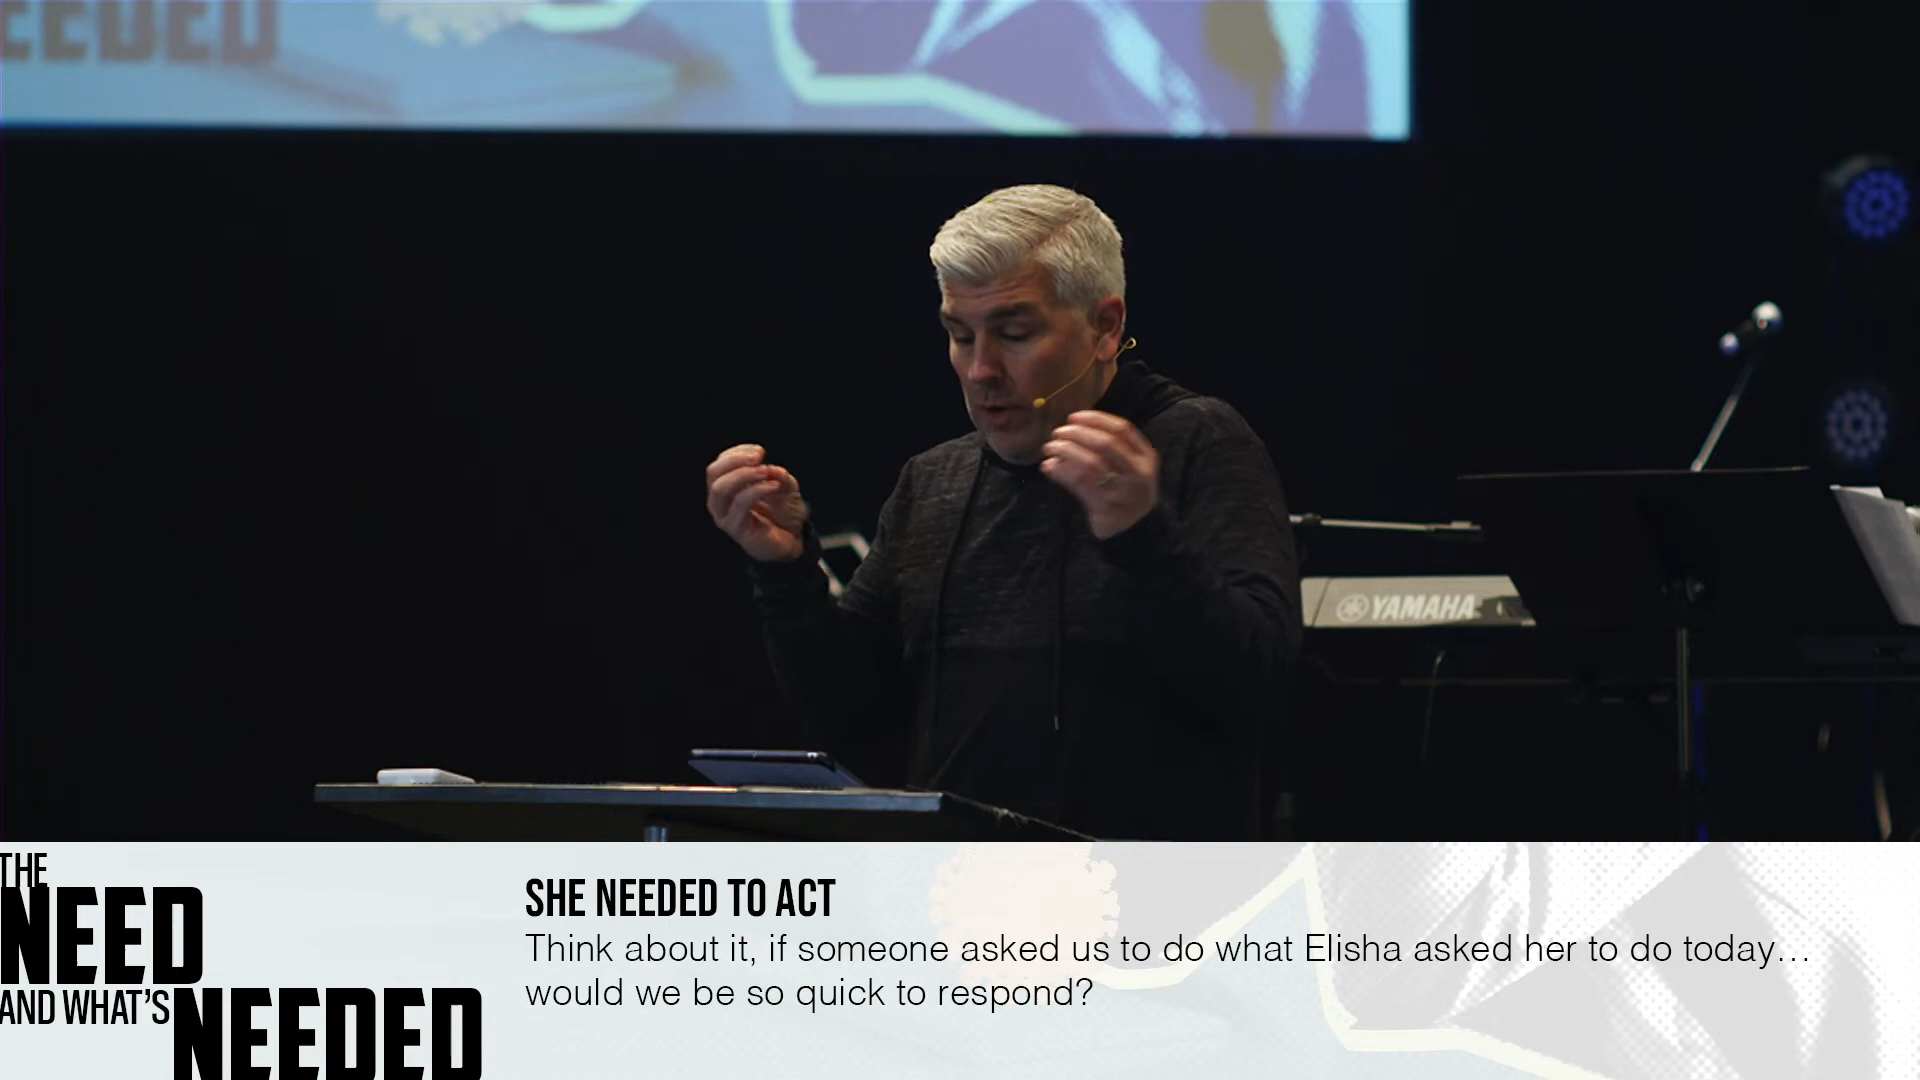 EEDED
YAMAHA
THE
NEED
AND WHAT'S
NEEDED
SHE NEEDED TO ACT
Think about it, if someone asked us to do what Elisha asked her to do today...
would we be so quick to respond?